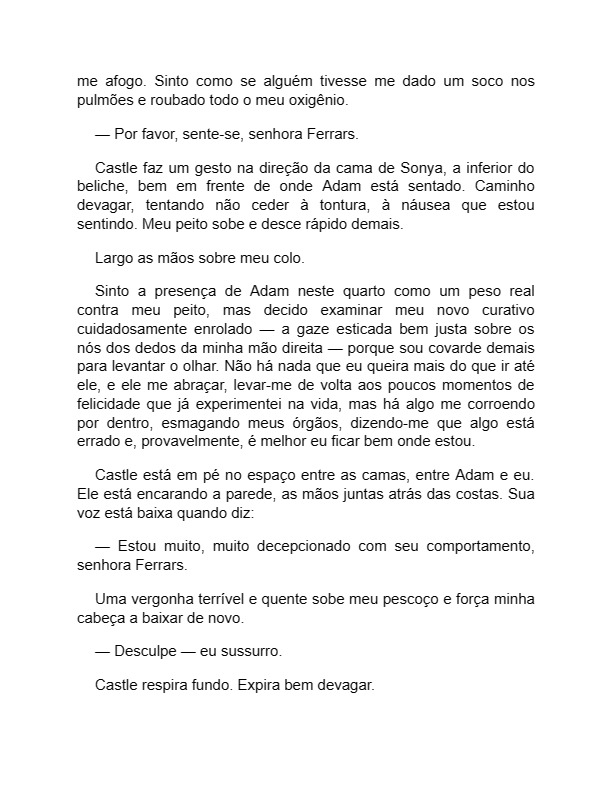 me afogo. Sinto como se alguém tivesse me dado um soco nos
pulmões e roubado todo o meu oxigênio.
— Por favor, sente-se, senhora Ferrars.
Castle faz um gesto na direção da cama de Sonya, a inferior do
beliche, bem em frente de onde Adam está sentado. Caminho
devagar, tentando não ceder à tontura, à náusea que estou
sentindo. Meu peito sobe e desce rápido demais.
Largo as mãos sobre meu colo.
Sinto a presença de Adam neste quarto como um peso real
contra meu peito, mas decido examinar meu novo curativo
cuidadosamente enrolado — a gaze esticada bem justa sobre os
nós dos dedos da minha mão direita — porque sou covarde demais
para levantar o olhar. Não há nada que eu queira mais do que ir até
ele, e ele me abraçar, levar-me de volta aos poucos momentos de
felicidade que já experimentei na vida, mas há algo me corroendo
por dentro, esmagando meus órgãos, dizendo-me que algo está
errado e, provavelmente, é melhor eu ficar bem onde estou.
Castle está em pé no espaço entre as camas, entre Adam e eu.
Ele está encarando a parede, as mãos juntas atrás das costas. Sua
voz está baixa quando diz:
— Estou muito, muito decepcionado com seu comportamento,
senhora Ferrars.
Uma vergonha terrível e quente sobe meu pescoço e força minha
cabeça a baixar de novo.
— Desculpe — eu sussurro.
Castle respira fundo. Expira bem devagar.